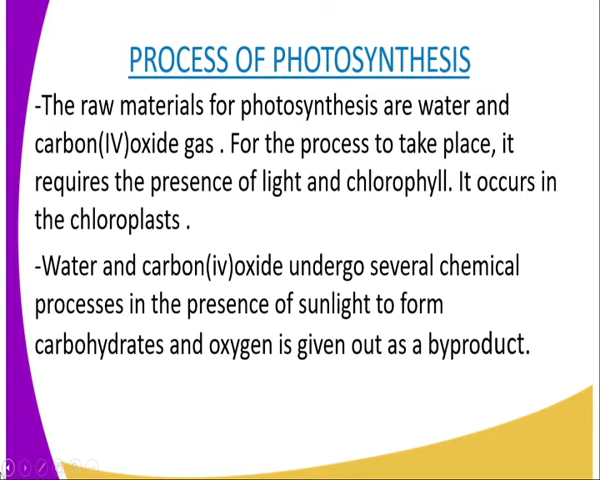 PROCESS OF PHOTOSYNTHESIS
-The raw materials for photosynthesis are water and
carbon(IV)oxide gas . For the process to take place, it
requires the presence of light and chlorophyll. It occurs in
the chloroplasts .
-Water and carbon(iv)oxide undergo several chemical
processes in the presence of sunlight to form
carbohydrates and oxygen is given out as a byproduct.